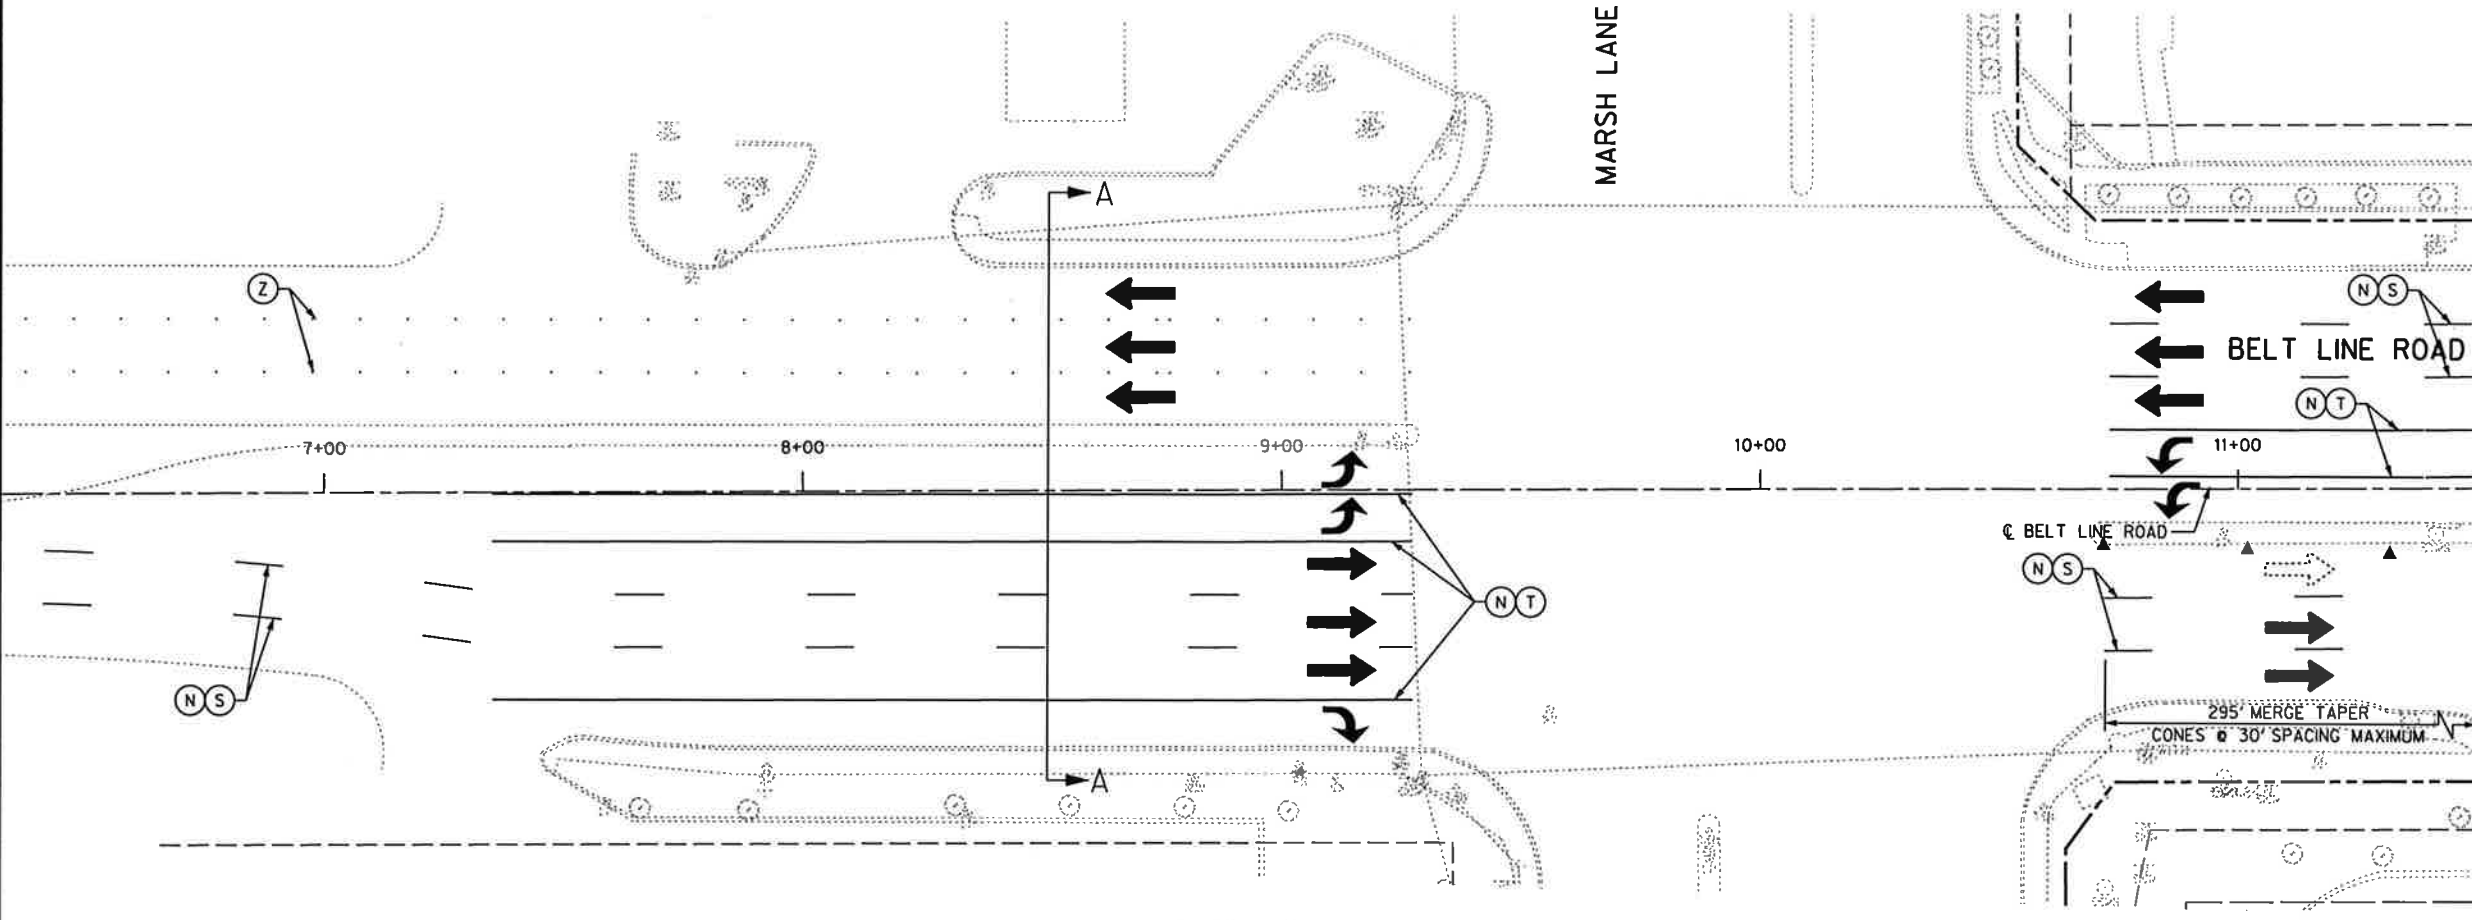 MARSH LANE
A
Z
N S
BELT LINE ROAD
N T
7+00
8+00
9+00
10+00
11+00
℄ BELT LINE ROAD
N S
N T
N S
295' MERGE TAPER
CONES @ 30' SPACING MAXIMUM
A